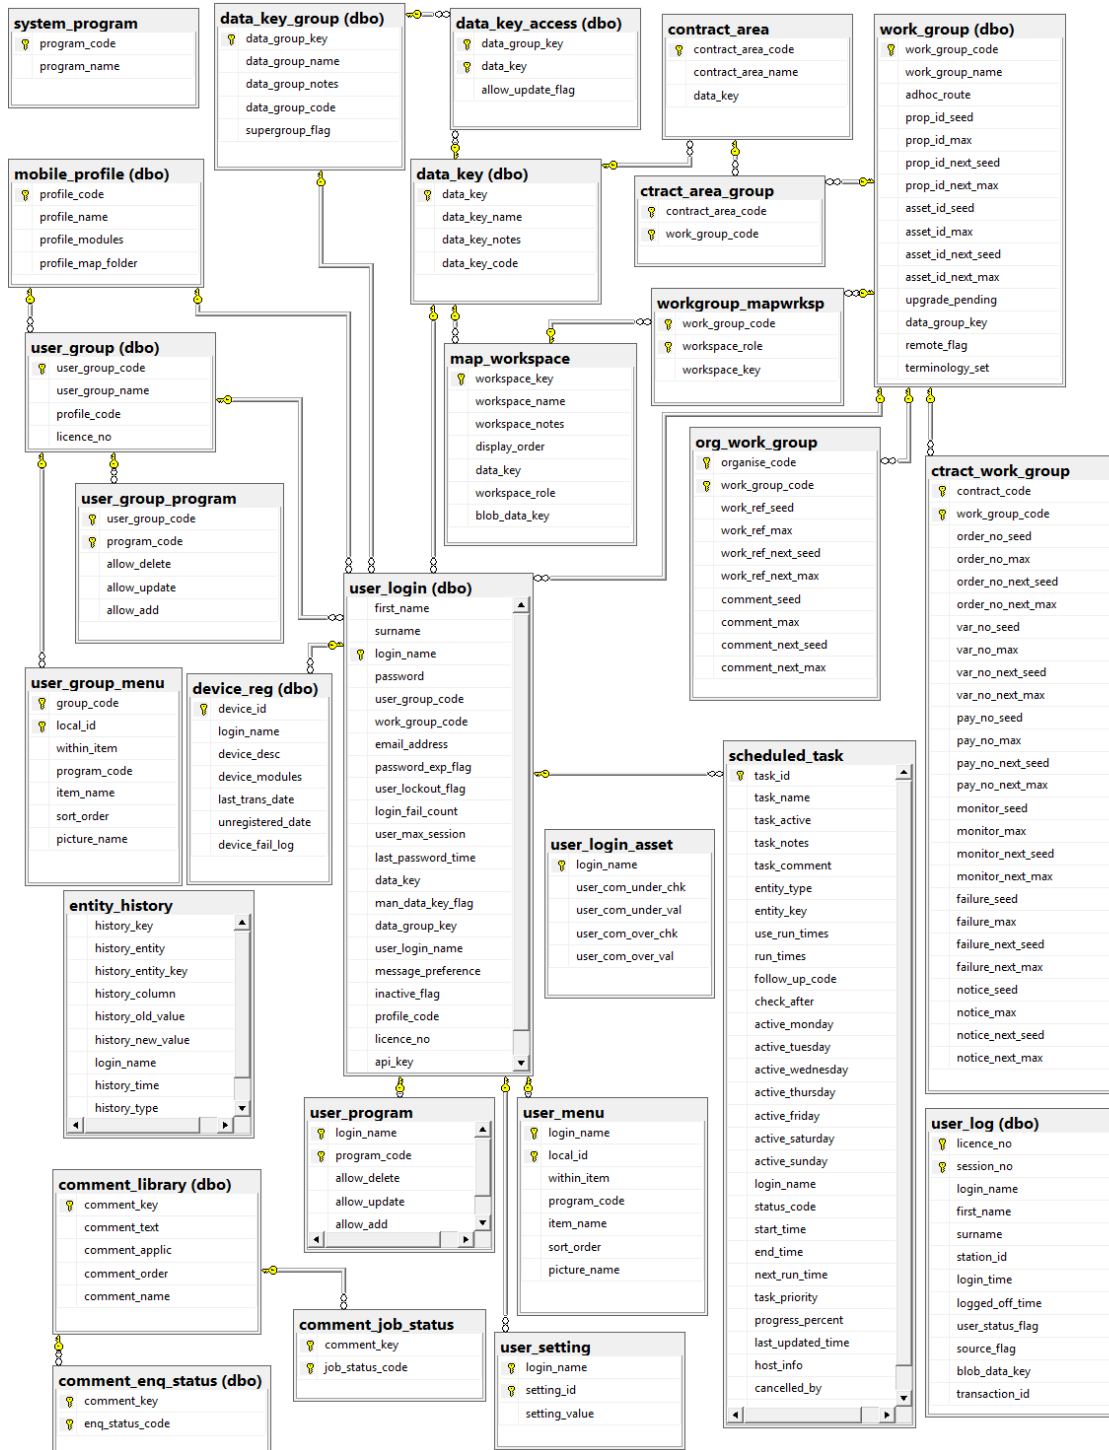 system_program
program_code
program_name
data_key_group (dbo)
data_group_key
data_group_name
data_group_notes
data_group_code
supergroup_flag
data_key_access (dbo)
data_group_key
data_key
allow_update_flag
contract_area
contract_area_code
contract_area_name
data_key
work_group (dbo)
work_group_code
work_group_name
adhoc_route
prop_id_seed
prop_id_max
prop_id_next_seed
prop_id_next_max
asset_id_seed
asset_id_max
asset_id_next_seed
asset_id_next_max
upgrade_pending
data_group_key
remote_flag
terminology_set
mobile_profile (dbo)
profile_code
profile_name
profile_modules
profile_map_folder
data_key (dbo)
data_key
data_key_name
data_key_notes
data_key_code
ctract_area_group
contract_area_code
work_group_code
workgroup_mapwrksp
work_group_code
workspace_role
workspace_key
user_group (dbo)
user_group_code
user_group_name
profile_code
licence_no
map_workspace
workspace_key
workspace_name
workspace_notes
display_order
data_key
workspace_role
blob_data_key
org_work_group
organise_code
work_group_code
work_ref_seed
work_ref_max
work_ref_next_seed
work_ref_next_max
comment_seed
comment_max
comment_next_seed
comment_next_max
ctract_work_group
contract_code
work_group_code
order_no_seed
order_no_max
order_no_next_seed
order_no_next_max
var_no_seed
var_no_max
var_no_next_seed
var_no_next_max
pay_no_seed
pay_no_max
pay_no_next_seed
pay_no_next_max
monitor_seed
monitor_max
monitor_next_seed
monitor_next_max
failure_seed
failure_max
failure_next_seed
failure_next_max
notice_seed
notice_max
notice_next_seed
notice_next_max
user_group_program
user_group_code
program_code
allow_delete
allow_update
allow_add
user_login (dbo)
first_name
surname
login_name
password
user_group_code
work_group_code
email_address
password_exp_flag
user_lockout_flag
login_fail_count
user_max_session
last_password_time
data_key
man_data_key_flag
data_group_key
user_login_name
message_preference
inactive_flag
profile_code
licence_no
api_key
user_group_menu
group_code
local_id
within_item
program_code
item_name
sort_order
picture_name
device_reg (dbo)
device_id
login_name
device_desc
device_modules
last_trans_date
unregistered_date
device_fail_log
scheduled_task
task_id
task_name
task_active
task_notes
task_comment
entity_type
entity_key
use_run_times
run_times
follow_up_code
check_after
active_monday
active_tuesday
active_wednesday
active_thursday
active_friday
active_saturday
active_sunday
login_name
status_code
start_time
end_time
next_run_time
task_priority
progress_percent
last_updated_time
host_info
cancelled_by
user_login_asset
login_name
user_com_under_chk
user_com_under_val
user_com_over_chk
user_com_over_val
entity_history
history_key
history_entity
history_entity_key
history_column
history_old_value
history_new_value
login_name
history_time
history_type
user_program
login_name
program_code
allow_delete
allow_update
allow_add
user_menu
login_name
local_id
within_item
program_code
item_name
sort_order
picture_name
user_log (dbo)
licence_no
session_no
login_name
first_name
surname
station_id
login_time
logged_off_time
user_status_flag
source_flag
blob_data_key
transaction_id
comment_library (dbo)
comment_key
comment_text
comment_applic
comment_order
comment_name
comment_job_status
comment_key
job_status_code
user_setting
login_name
setting_id
setting_value
comment_enq_status (dbo)
comment_key
enq_status_code